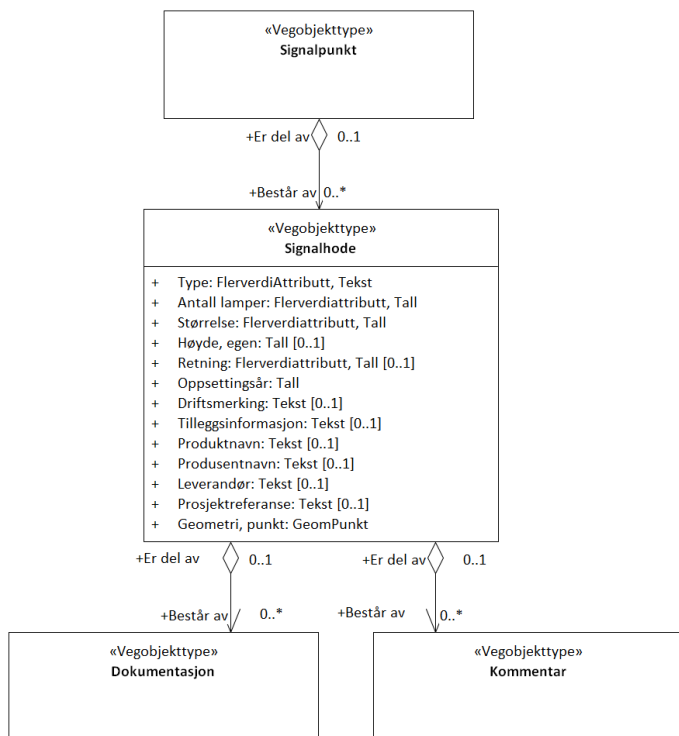 «Vegobjekttype»
Signalpunkt
+Er del av 0..1
+Består av 0..*
«Vegobjekttype»
Signalhode
+ Type: FlerverdiAttributt, Tekst
+ Antall lamper: Flerverdiattributt, Tall
+ Størrelse: Flerverdiattributt, Tall
+ Høyde, egen: Tall [0..1]
+ Retning: Flerverdiattributt, Tall [0..1]
+ Oppsettingsår: Tall
+ Driftsmerking: Tekst [0..1]
+ Tilleggsinformasjon: Tekst [0..1]
+ Produktnavn: Tekst [0..1]
+ Produsentnavn: Tekst [0..1]
+ Leverandør: Tekst [0..1]
+ Prosjektreferanse: Tekst [0..1]
+ Geometri, punkt: GeomPunkt
+Er del av 0..1 +Er del av 0..1
+Består av 0..* +Består av 0..*
«Vegobjekttype» «Vegobjekttype»
Dokumentasjon Kommentar